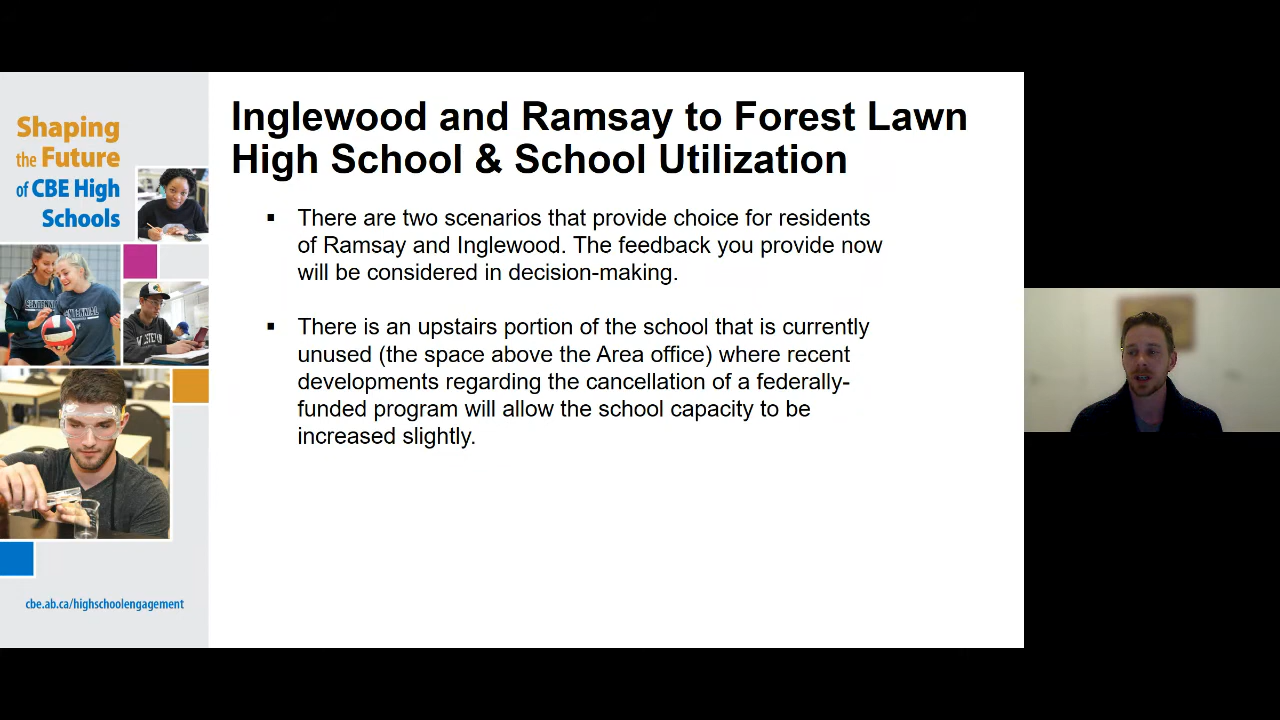 Shaping
the Future
of CBE High
Schools
cbe.ab.ca/highschoolengagement
Inglewood and Ramsay to Forest Lawn
High School & School Utilization
▪ There are two scenarios that provide choice for residents
of Ramsay and Inglewood. The feedback you provide now
will be considered in decision-making.
▪ There is an upstairs portion of the school that is currently
unused (the space above the Area office) where recent
developments regarding the cancellation of a federally-
funded program will allow the school capacity to be
increased slightly.